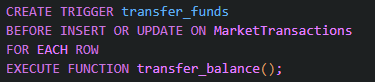 CREATE TRIGGER transfer_funds
BEFORE INSERT OR UPDATE ON MarketTransactions
FOR EACH ROW
EXECUTE FUNCTION transfer_balance();